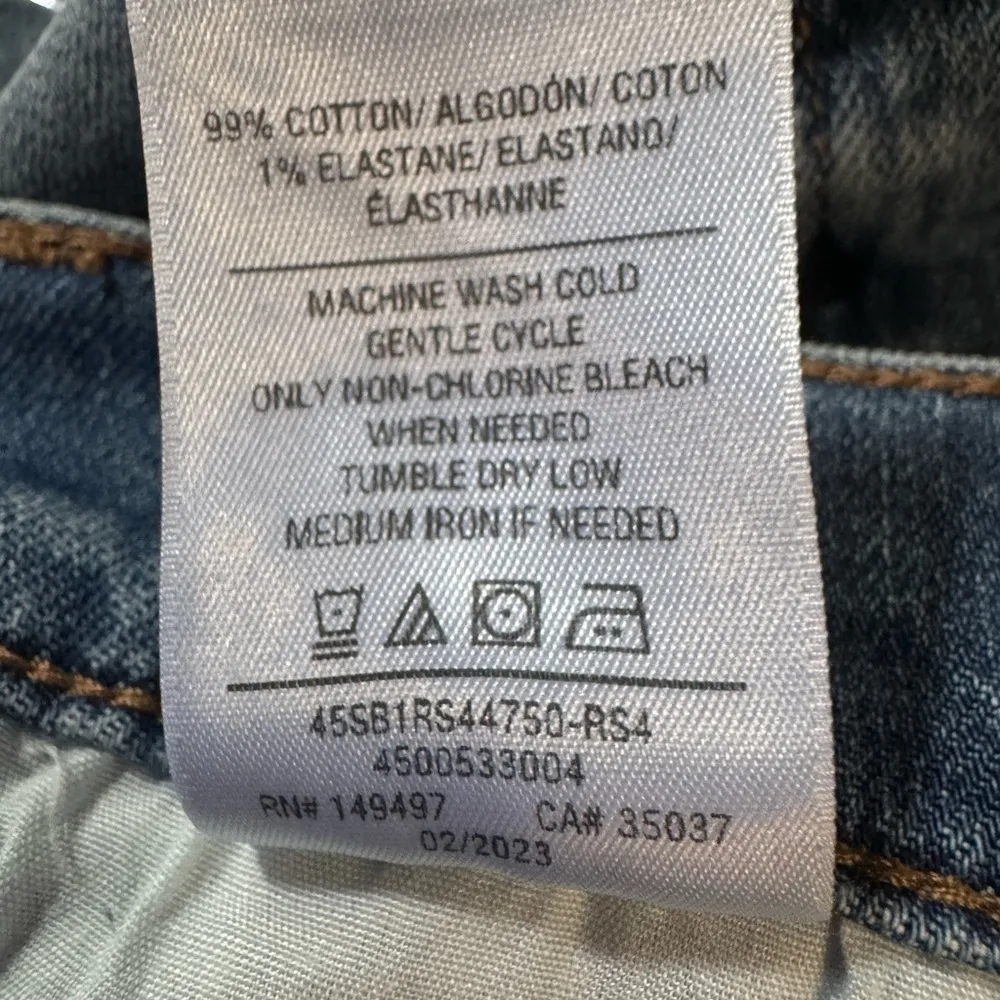 99% COTTON/ ALGODÓN/ COTON
1% ELASTANE/ ELASTANO/
ÉLASTHANNE
MACHINE WASH COLD
GENTLE CYCLE
ONLY NON-CHLORINE BLEACH
WHEN NEEDED
TUMBLE DRY LOW
MEDIUM IRON IF NEEDED
45SB1RS44750-RS4
4500533004
RN# 149497 CA# 35037
02/2023